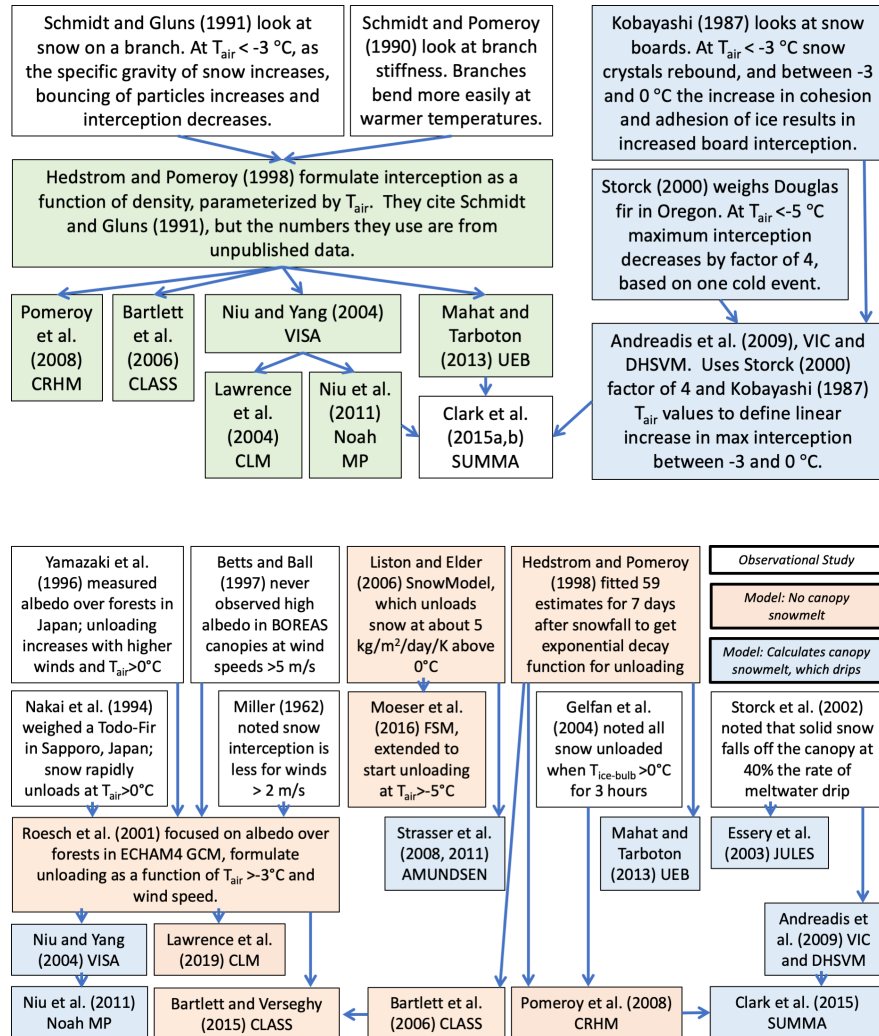 Schmidt and Gluns (1991) look at
snow on a branch. At Tair < -3 °C, as
the specific gravity of snow increases,
bouncing of particles increases and
interception decreases.
Schmidt and Pomeroy
(1990) look at branch
stiffness. Branches
bend more easily at
warmer temperatures.
Kobayashi (1987) looks at snow
boards. At Tair < -3 °C snow
crystals rebound, and between -3
and 0 °C the increase in cohesion
and adhesion of ice results in
increased board interception.
Hedstrom and Pomeroy (1998) formulate interception as a
function of density, parameterized by Tair. They cite Schmidt
and Gluns (1991), but the numbers they use are from
unpublished data.
Storck (2000) weighs Douglas
fir in Oregon. At Tair <-5 °C
maximum interception
decreases by factor of 4,
based on one cold event.
Pomeroy
et al.
(2008)
CRHM
Bartlett
et al.
(2006)
CLASS
Niu and Yang (2004)
VISA
Mahat and
Tarboton
(2013) UEB
Andreadis et al. (2009), VIC and
DHSVM. Uses Storck (2000)
factor of 4 and Kobayashi (1987)
Tair values to define linear
increase in max interception
between -3 and 0 °C.
Lawrence
et al.
(2004)
CLM
Niu et al.
(2011)
Noah
MP
Clark et al.
(2015a,b)
SUMMA
Yamazaki et al.
(1996) measured
albedo over forests in
Japan; unloading
increases with higher
winds and Tair>0°C
Betts and Ball
(1997) never
observed high
albedo in BOREAS
canopies at wind
speeds >5 m/s
Liston and Elder
(2006) SnowModel,
which unloads
snow at about 5
kg/m²/day/K above
0°C
Hedstrom and Pomeroy
(1998) fitted 59
estimates for 7 days
after snowfall to get
exponential decay
function for unloading
Observational Study
Model: No canopy
snowmelt
Model: Calculates canopy
snowmelt, which drips
Nakai et al. (1994)
weighed a Todo-Fir
in Sapporo, Japan;
snow rapidly
unloads at Tair>0°C
Miller (1962)
noted snow
interception is
less for winds
> 2 m/s
Moeser et al.
(2016) FSM,
extended to
start unloading
at Tair>-5°C
Gelfan et al.
(2004) noted all
snow unloaded
when Tice-bulb >0°C
for 3 hours
Storck et al. (2002)
noted that solid snow
falls off the canopy at
40% the rate of
meltwater drip
Roesch et al. (2001) focused on albedo over
forests in ECHAM4 GCM, formulate
unloading as a function of Tair >-3°C and
wind speed.
Strasser et al.
(2008, 2011)
AMUNDSEN
Mahat and
Tarboton
(2013) UEB
Essery et al.
(2003) JULES
Niu and Yang
(2004) VISA
Lawrence et al.
(2019) CLM
Andreadis et
al. (2009) VIC
and DHSVM
Niu et al. (2011)
Noah MP
Bartlett and Verseghy
(2015) CLASS
Bartlett et al.
(2006) CLASS
Pomeroy et al. (2008)
CRHM
Clark et al. (2015)
SUMMA